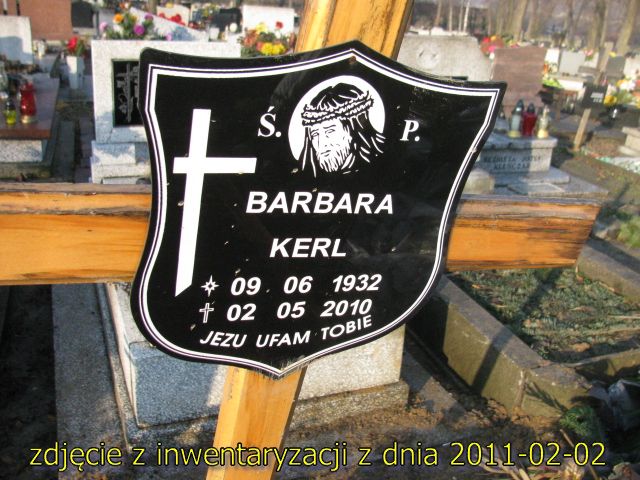 Ś. P.
BARBARA
KERL
09 06 1932
02 05 2010
JEZU UFAM TOBIE
zdjęcie z inwentaryzacji z dnia 2011-02-02